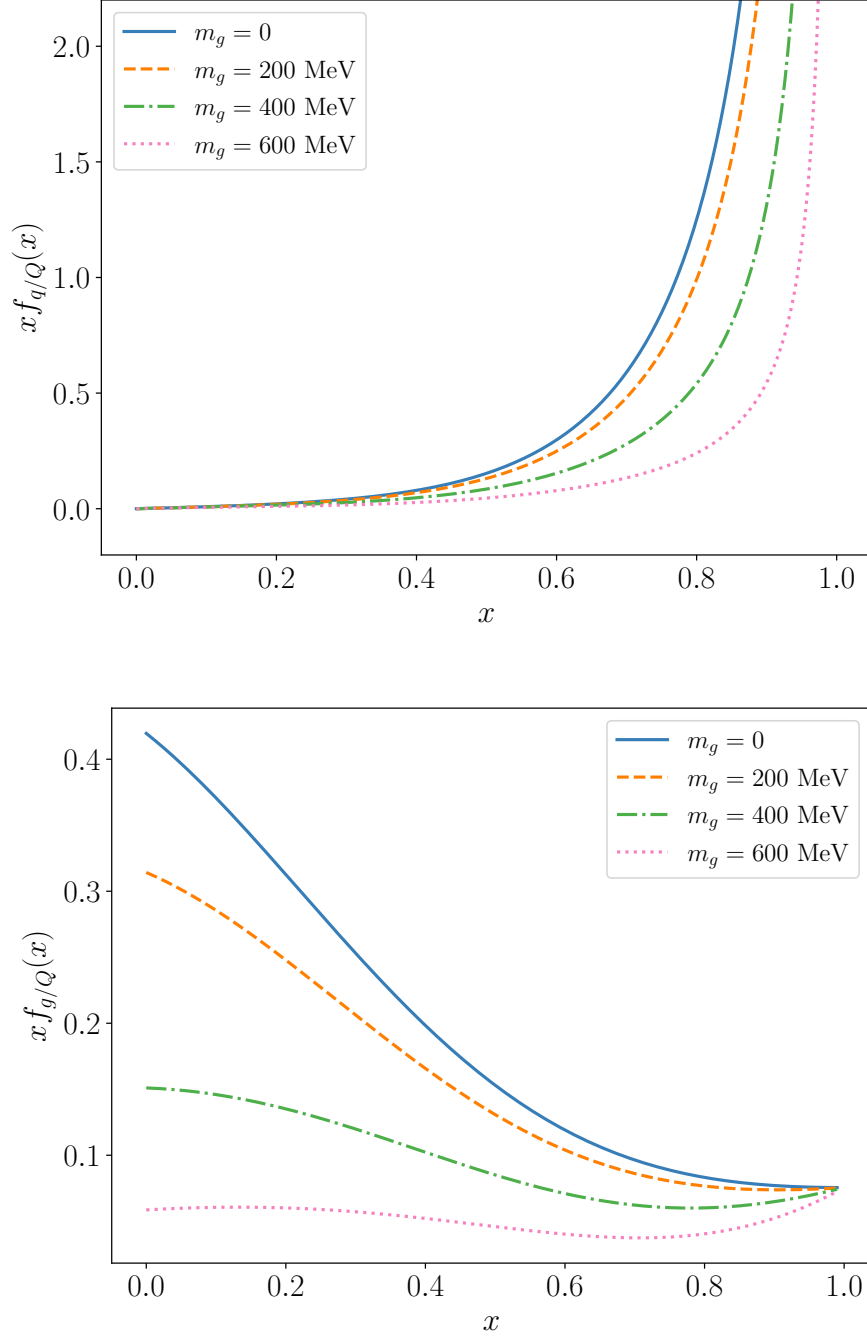 2.0
1.5
1.0
0.5
0.0
0.0 0.2 0.4 0.6 0.8 1.0
x
x f_{q/Q}(x)
m_g = 0
m_g = 200 MeV
m_g = 400 MeV
m_g = 600 MeV
0.4
0.3
0.2
0.1
0.0 0.2 0.4 0.6 0.8 1.0
x
x f_{g/Q}(x)
m_g = 0
m_g = 200 MeV
m_g = 400 MeV
m_g = 600 MeV